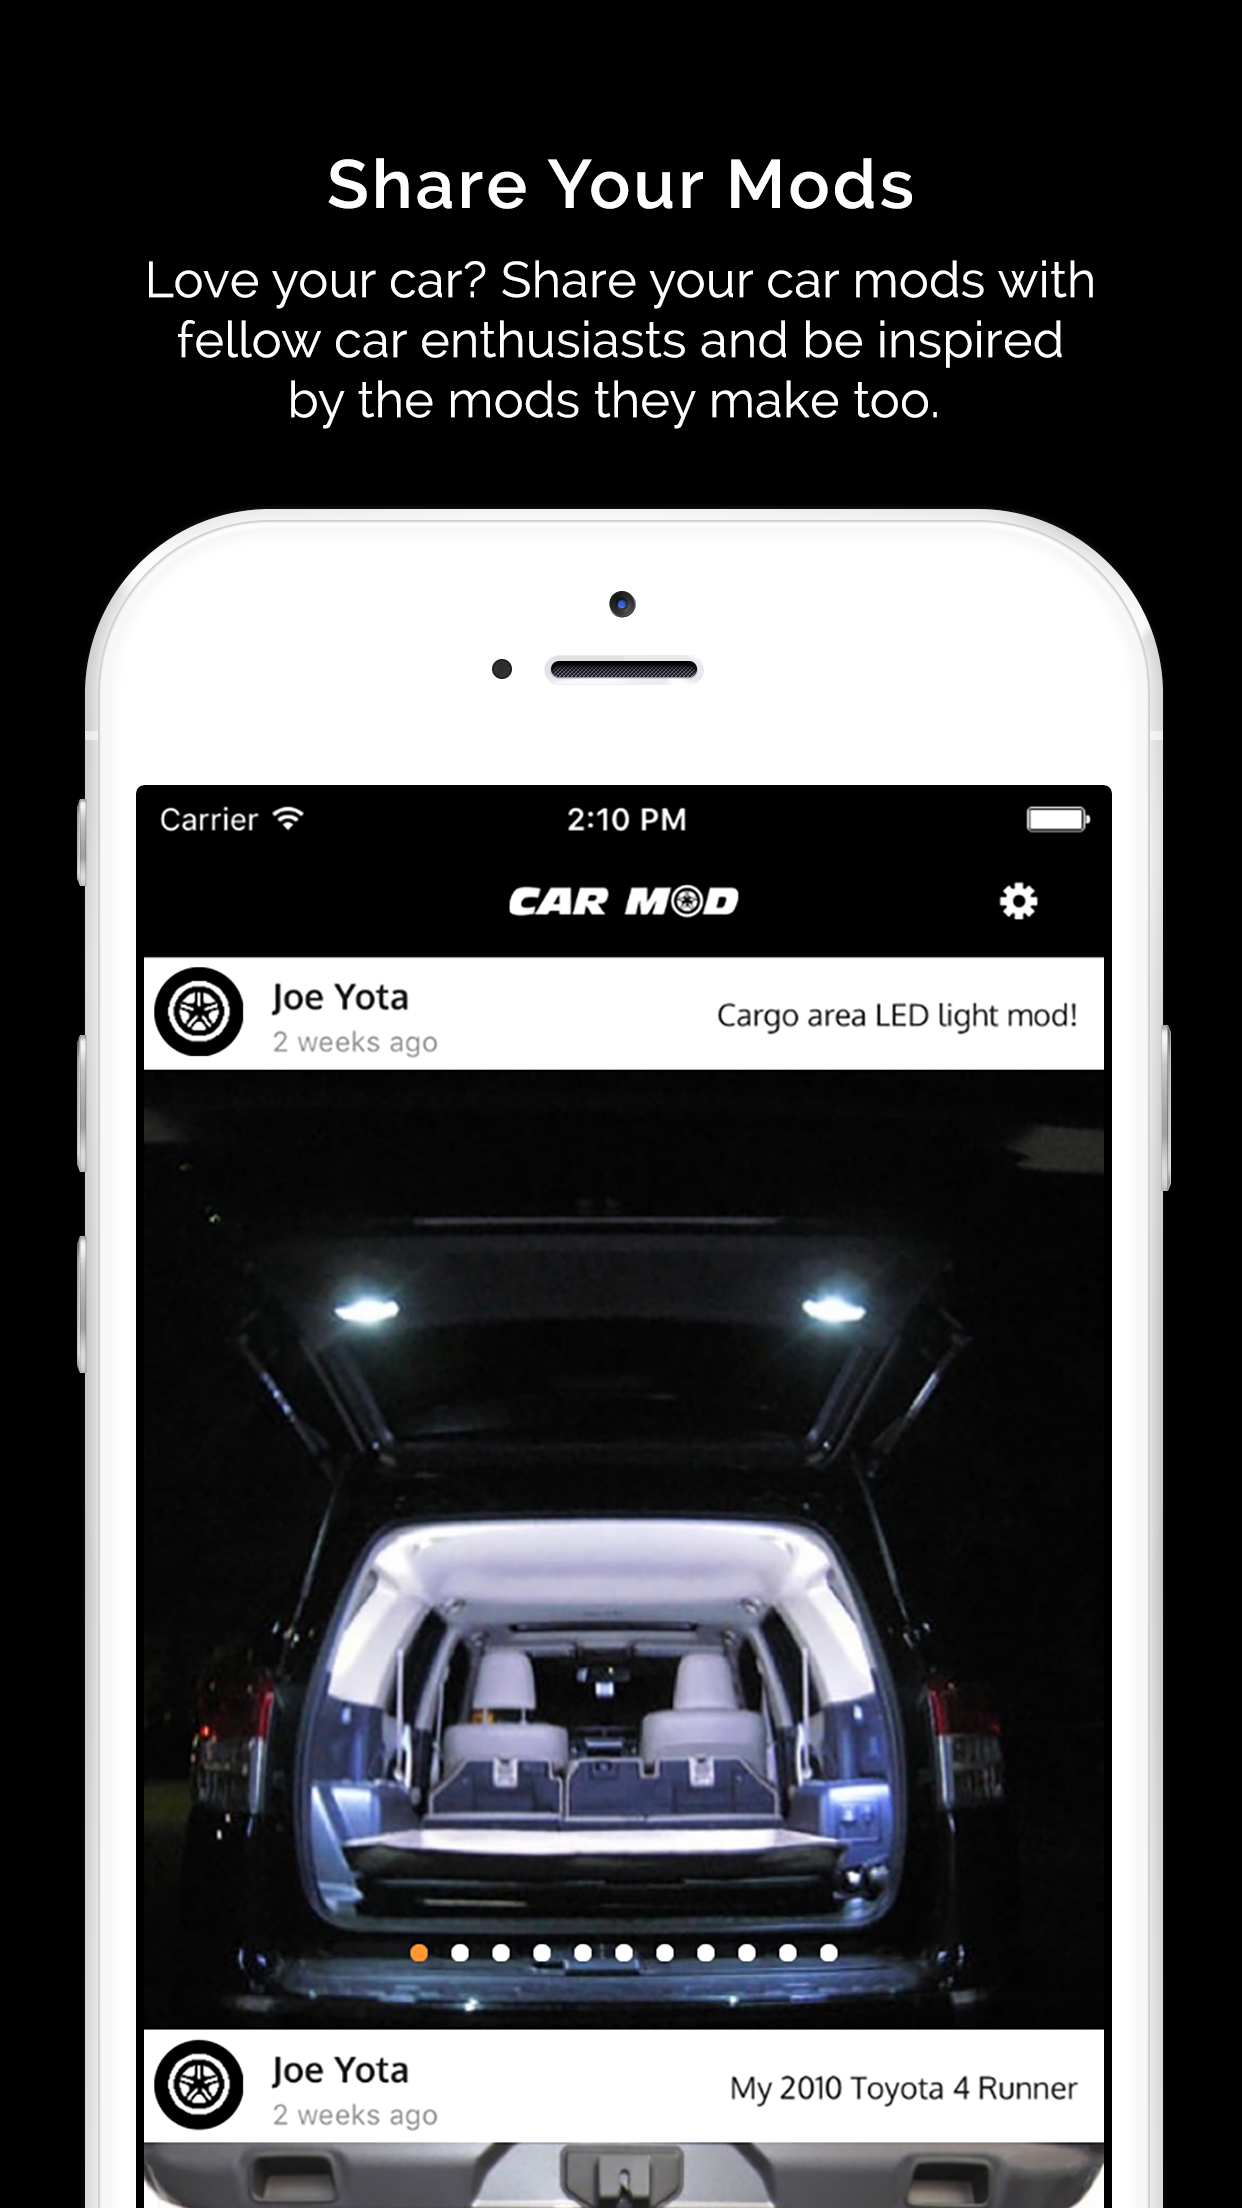 Share Your Mods
Love your car? Share your car mods with
fellow car enthusiasts and be inspired
by the mods they make too.
Carrier 2:10 PM
CAR MOD
Joe Yota
2 weeks ago
Cargo area LED light mod!
Joe Yota
2 weeks ago
My 2010 Toyota 4 Runner